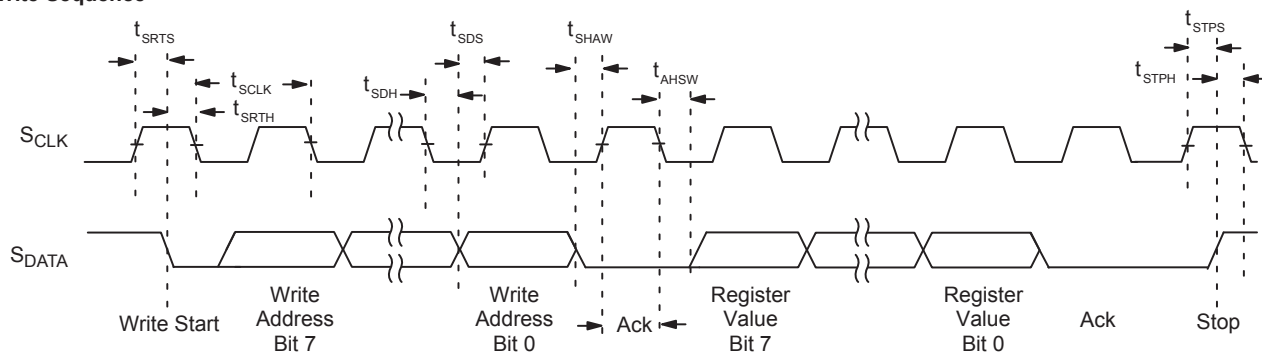 Write Sequence
tSRTS
tSDS
tSHAW
tSTPS
tSCLK
tSDH
tAHSW
tSTPH
tSRTH
SCLK
SDATA
Write Start
Write
Address
Bit 7
Write
Address
Bit 0
Ack
Register
Value
Bit 7
Register
Value
Bit 0
Ack
Stop